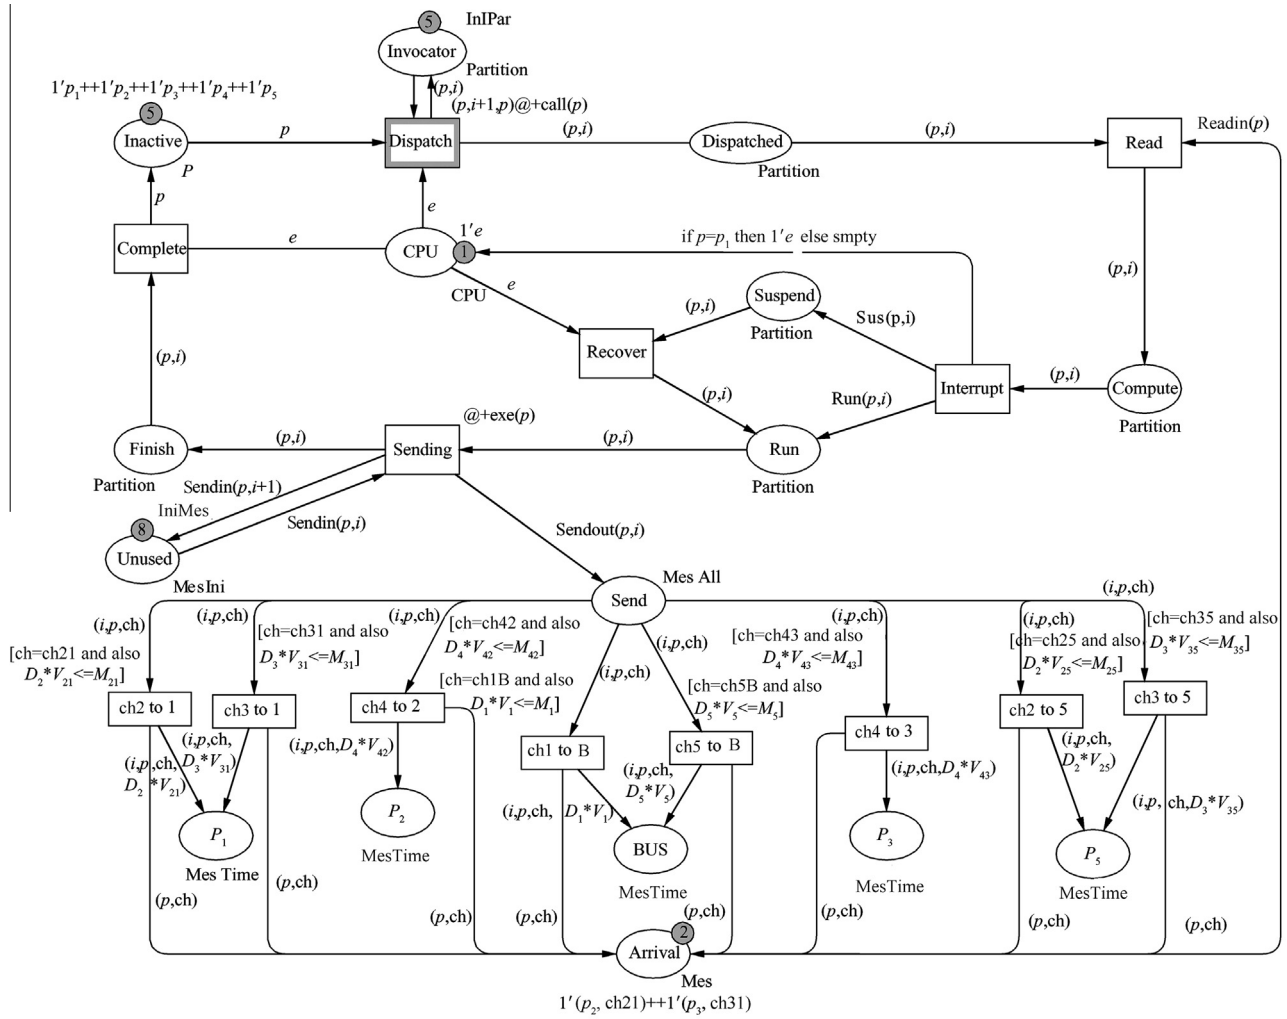 5
InIPar
Invocator
Partition
(p,i)
1′p1++1′p2++1′p3++1′p4++1′p5
(p,i+1,p)@+call(p)
5
Inactive
p
Dispatch
(p,i)
Dispatched
(p,i)
Read
Readin(p)
P
Partition
p
e
Complete
e
CPU
1′e
1
if p=p1 then 1′e else smpty
CPU
e
(p,i)
Suspend
Partition
Sus(p,i)
(p,i)
Recover
(p,i)
(p,i)
Run(p,i)
Interrupt
(p,i)
Compute
Partition
@+exe(p)
Finish
(p,i)
Sending
(p,i)
Run
Partition
Partition
Sendin(p,i+1)
IniMes
Sendin(p,i)
8
Unused
Sendout(p,i)
MesIni
Mes All
Send
(i,p,ch)
(i,p,ch)
(i,p,ch)
(i,p,ch)
(i,p,ch)
(i,p,ch)
(i,p,ch)
(i,p,ch)
[ch=ch21 and also
D2*V21<=M21]
[ch=ch31 and also
D3*V31<=M31]
[ch=ch42 and also
D4*V42<=M42]
[ch=ch1B and also
D1*V1<=M1]
[ch=ch5B and also
D5*V5<=M5]
[ch=ch43 and also
D4*V43<=M43]
[ch=ch25 and also
D2*V25<=M25]
[ch=ch35 and also
D3*V35<=M35]
ch2 to 1
ch3 to 1
ch4 to 2
ch1 to B
ch5 to B
ch4 to 3
ch2 to 5
ch3 to 5
(i,p,ch,
D2*V21)
(i,p,ch,
D3*V31)
(i,p,ch,D4*V42)
(i,p,ch, D1*V1)
(i,p,ch,
D5*V5)
(i,p,ch,D4*V43)
(i,p,ch,
D2*V25)
(i,p, ch,D3*V35)
P1
Mes Time
P2
MesTime
BUS
MesTime
P3
MesTime
P5
MesTime
(p,ch)
(p,ch)
(p,ch)
(p,ch)
(p,ch)
(p,ch)
(p,ch)
(p,ch)
2
Arrival
Mes
1′(p2, ch21)++1′(p3, ch31)